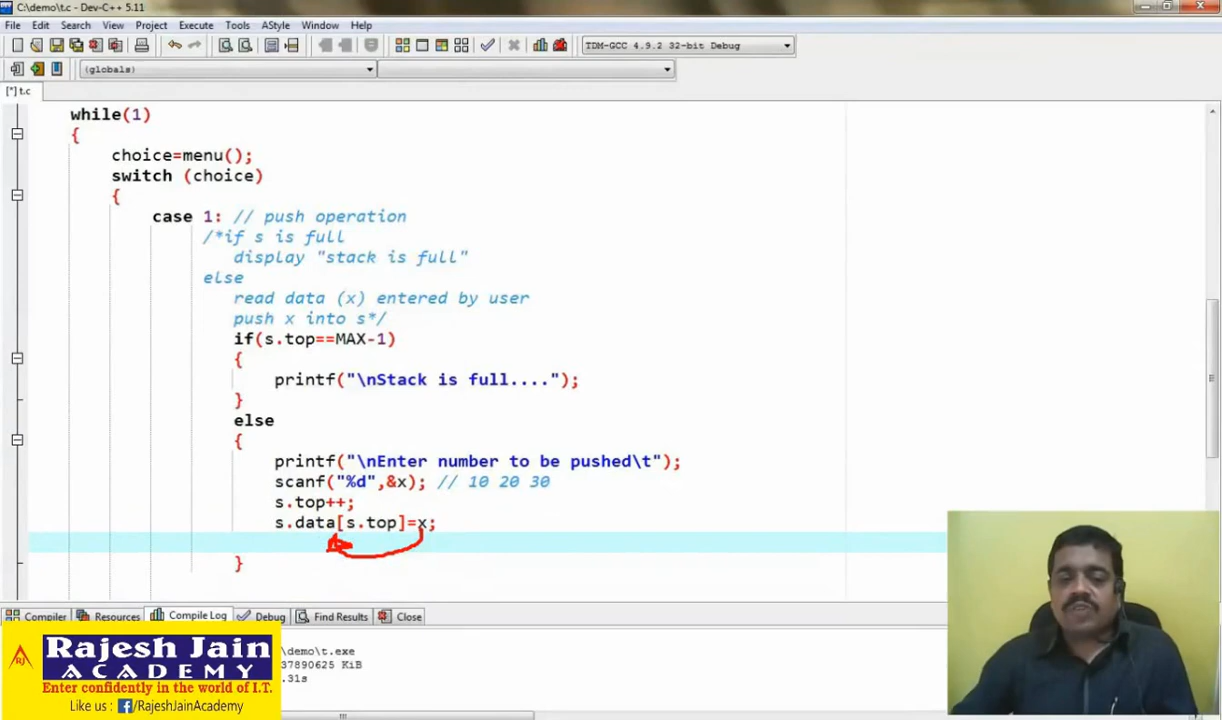 C:\demo\t.c - Dev-C++ 5.11
File Edit Search View Project Execute Tools AStyle Window Help
TDM-GCC 4.9.2 32-bit Debug
(globals)
[*] t.c
while(1)
{
choice=menu();
switch (choice)
{
case 1: // push operation
/*if s is full
display "stack is full"
else
read data (x) entered by user
push x into s*/
if(s.top==MAX-1)
{
printf("\nStack is full....");
}
else
{
printf("\nEnter number to be pushed\t");
scanf("%d",&x); // 10 20 30
s.top++;
s.data[s.top]=x;
}
Compiler Resources Compile Log Debug Find Results Close
\demo\t.exe
37890625 KiB
.31s
RJ
Rajesh Jain
ACADEMY
Enter confidently in the world of I.T.
Like us : f/RajeshJainAcademy